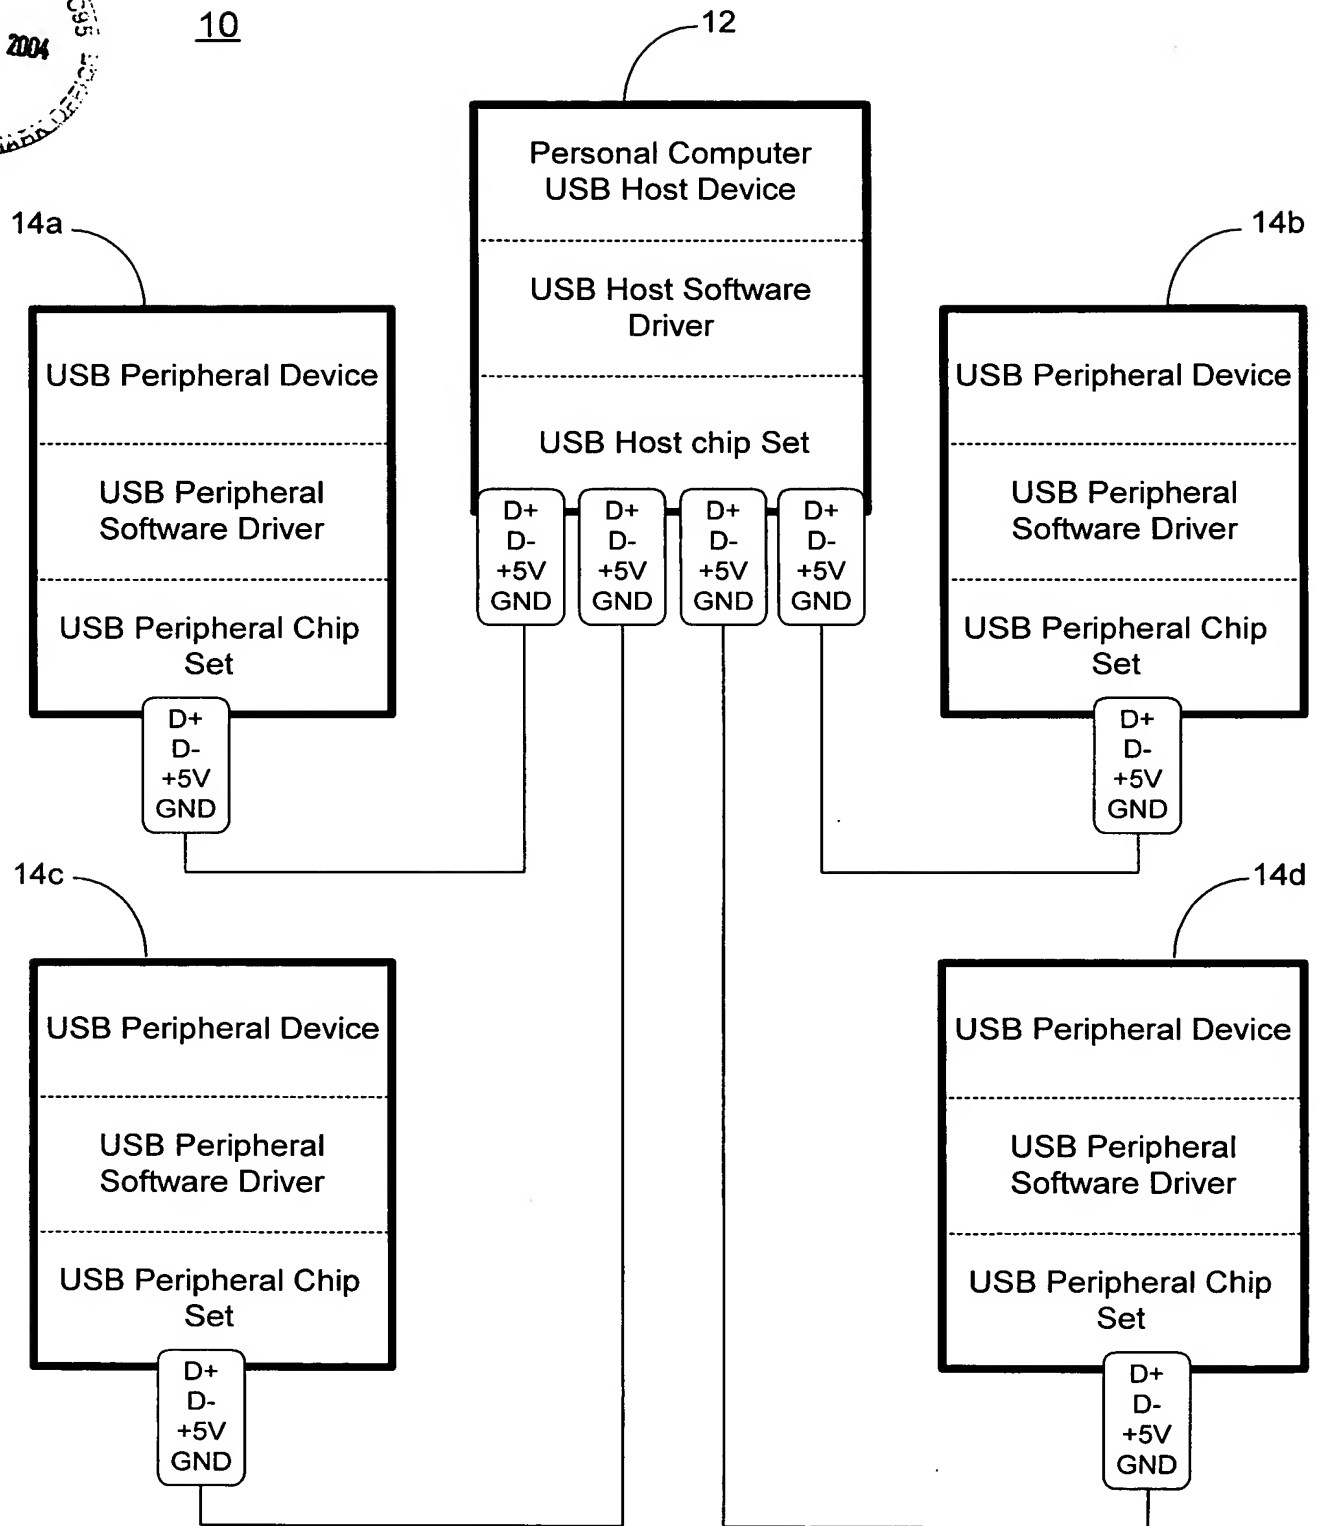 2004
10
12
Personal Computer
USB Host Device
USB Host Software
Driver
USB Host chip Set
D+
D-
+5V
GND
D+
D-
+5V
GND
D+
D-
+5V
GND
D+
D-
+5V
GND
14a
USB Peripheral Device
USB Peripheral
Software Driver
USB Peripheral Chip
Set
D+
D-
+5V
GND
14b
USB Peripheral Device
USB Peripheral
Software Driver
USB Peripheral Chip
Set
D+
D-
+5V
GND
14c
USB Peripheral Device
USB Peripheral
Software Driver
USB Peripheral Chip
Set
D+
D-
+5V
GND
14d
USB Peripheral Device
USB Peripheral
Software Driver
USB Peripheral Chip
Set
D+
D-
+5V
GND